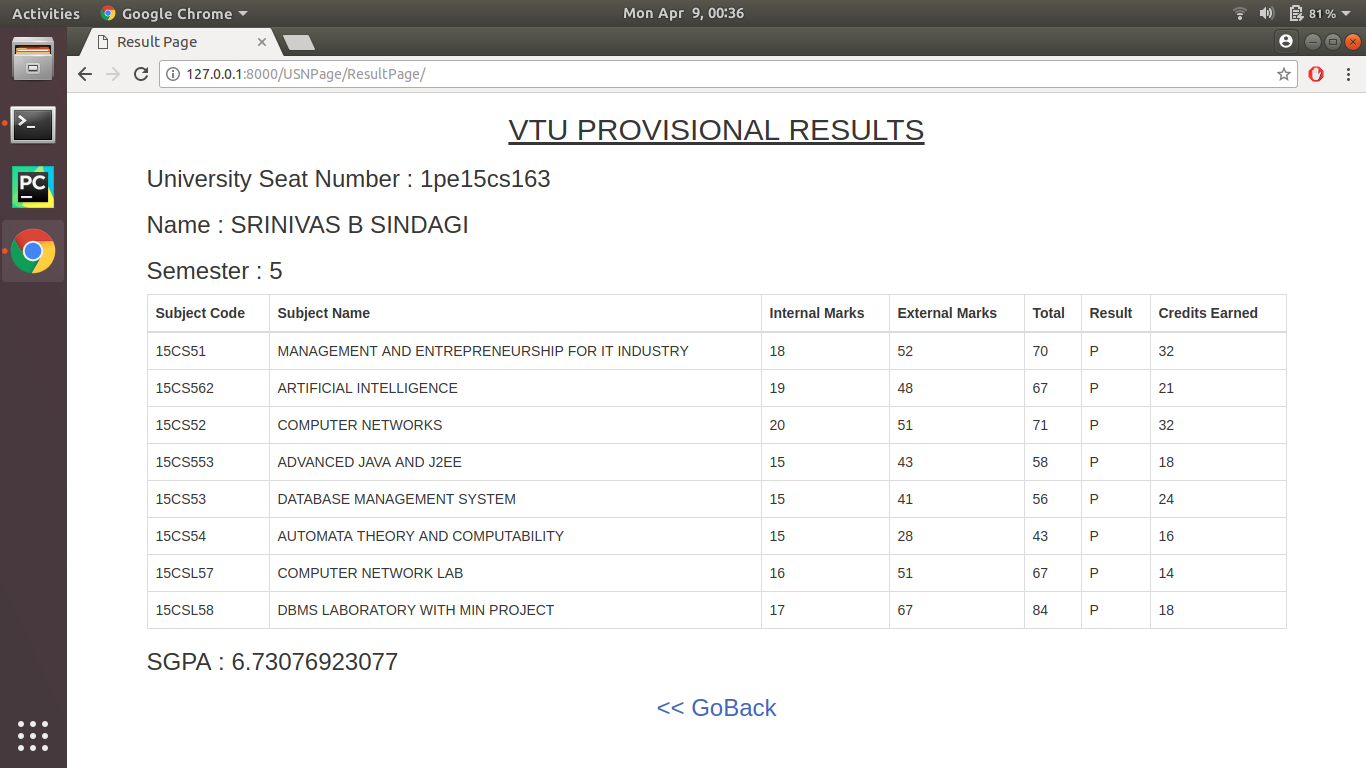 Activities Google Chrome Mon Apr 9, 00:36 81%
Result Page
127.0.0.1:8000/USNPage/ResultPage/
VTU PROVISIONAL RESULTS
University Seat Number : 1pe15cs163
Name : SRINIVAS B SINDAGI
Semester : 5
Subject Code Subject Name Internal Marks External Marks Total Result Credits Earned
15CS51 MANAGEMENT AND ENTREPRENEURSHIP FOR IT INDUSTRY 18 52 70 P 32
15CS562 ARTIFICIAL INTELLIGENCE 19 48 67 P 21
15CS52 COMPUTER NETWORKS 20 51 71 P 32
15CS553 ADVANCED JAVA AND J2EE 15 43 58 P 18
15CS53 DATABASE MANAGEMENT SYSTEM 15 41 56 P 24
15CS54 AUTOMATA THEORY AND COMPUTABILITY 15 28 43 P 16
15CSL57 COMPUTER NETWORK LAB 16 51 67 P 14
15CSL58 DBMS LABORATORY WITH MIN PROJECT 17 67 84 P 18
SGPA : 6.73076923077
<< GoBack
PC